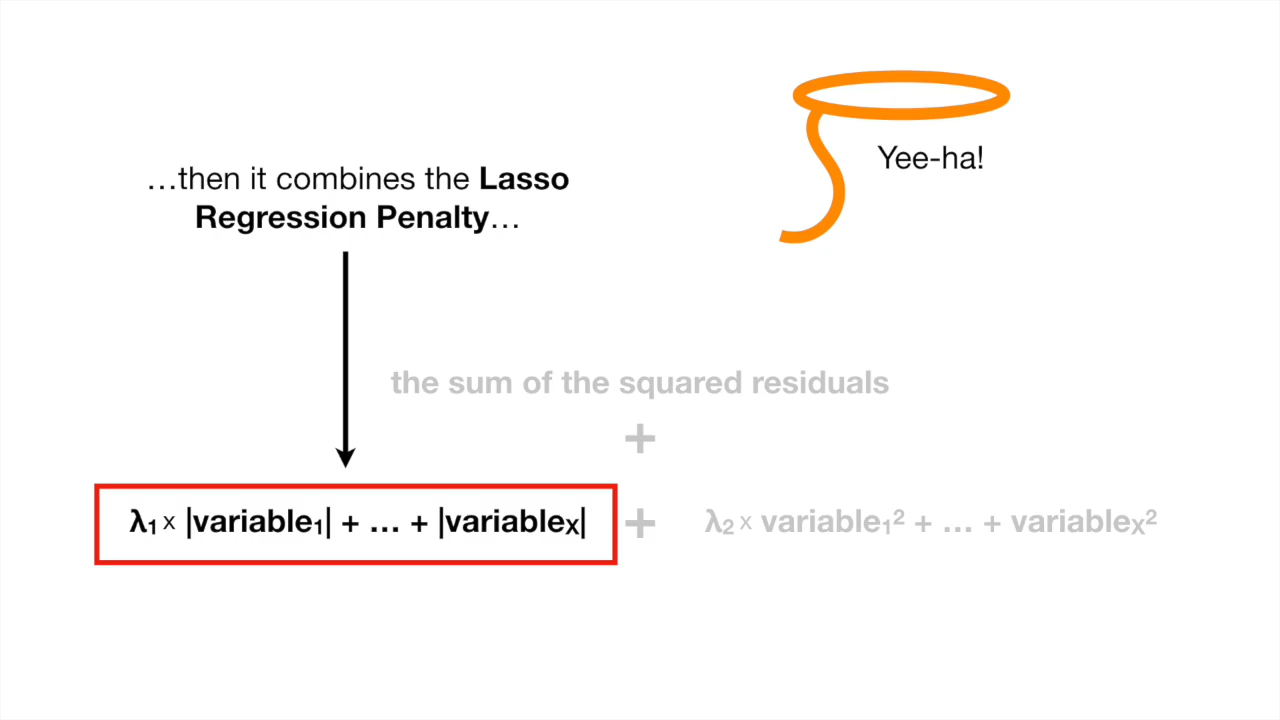 Yee-ha!
…then it combines the Lasso
Regression Penalty…
the sum of the squared residuals
+
λ₁ x |variable₁| + … + |variableₓ| + λ₂ x variable₁² + … + variableₓ²